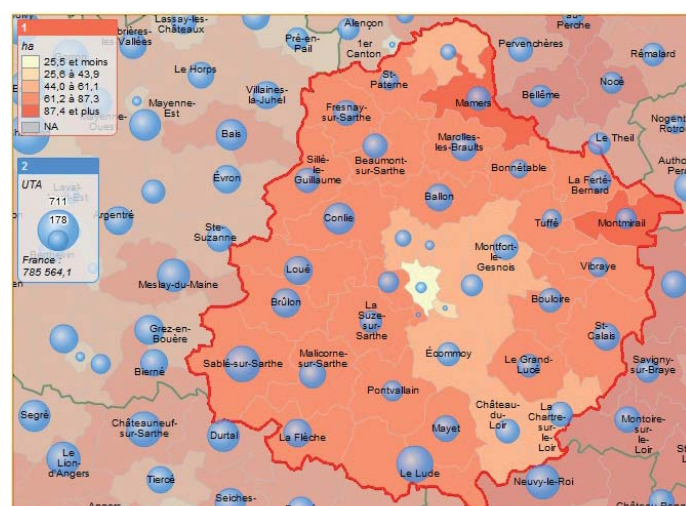 1
ha
25,5 et moins
25,6 à 43,9
44,0 à 61,1
61,2 à 87,3
87,4 et plus
NA
2
UTA
711
178
France :
785 564,1
Lassay-les-
Châteaux
les-Vallées
Pré-en-
Pail
Alençon
1er
Canton
Pervenchères
au-
Perche
Rémalard
Le Horps
Villaines-
la-Juhel
St-
Paterne
Mamers
Bellême
Nocé
Mayenne-
Est
Mayenne-
Fresnay-
sur-Sarthe
Bais
Beaumont-
sur-Sarthe
Marolles-
les-Braults
Bonnétable
Le Theil
Nogent-
Rotrou
Évron
Sillé-
le-
Guillaume
La Ferté-
Bernard
Argentré
Ste-
Suzanne
Conlie
Ballon
Tuffé
Montmirail
Meslay-du-Maine
Loué
Montfort-
le-
Gesnois
Vibraye
Brûlon
La
Suze-
sur-
Sarthe
Bouloire
St-
Calais
Grez-en-
Bouère
Bierné
Sablé-sur-Sarthe
Malicorne-
sur-Sarthe
Écommoy
Le Grand-
Lucé
Savigny-
sur-Braye
Pontvallain
Segré
Châteauneuf-
sur-Sarthe
Durtal
La Flèche
Mayet
Château-
du-
Loir
La
Chartre-
sur-le-
Loir
Montoire-
sur-le-
Loir
Le
Lion-
d'Angers
Tiercé
Le Lude
Neuvy-le-Roi
Seiches-